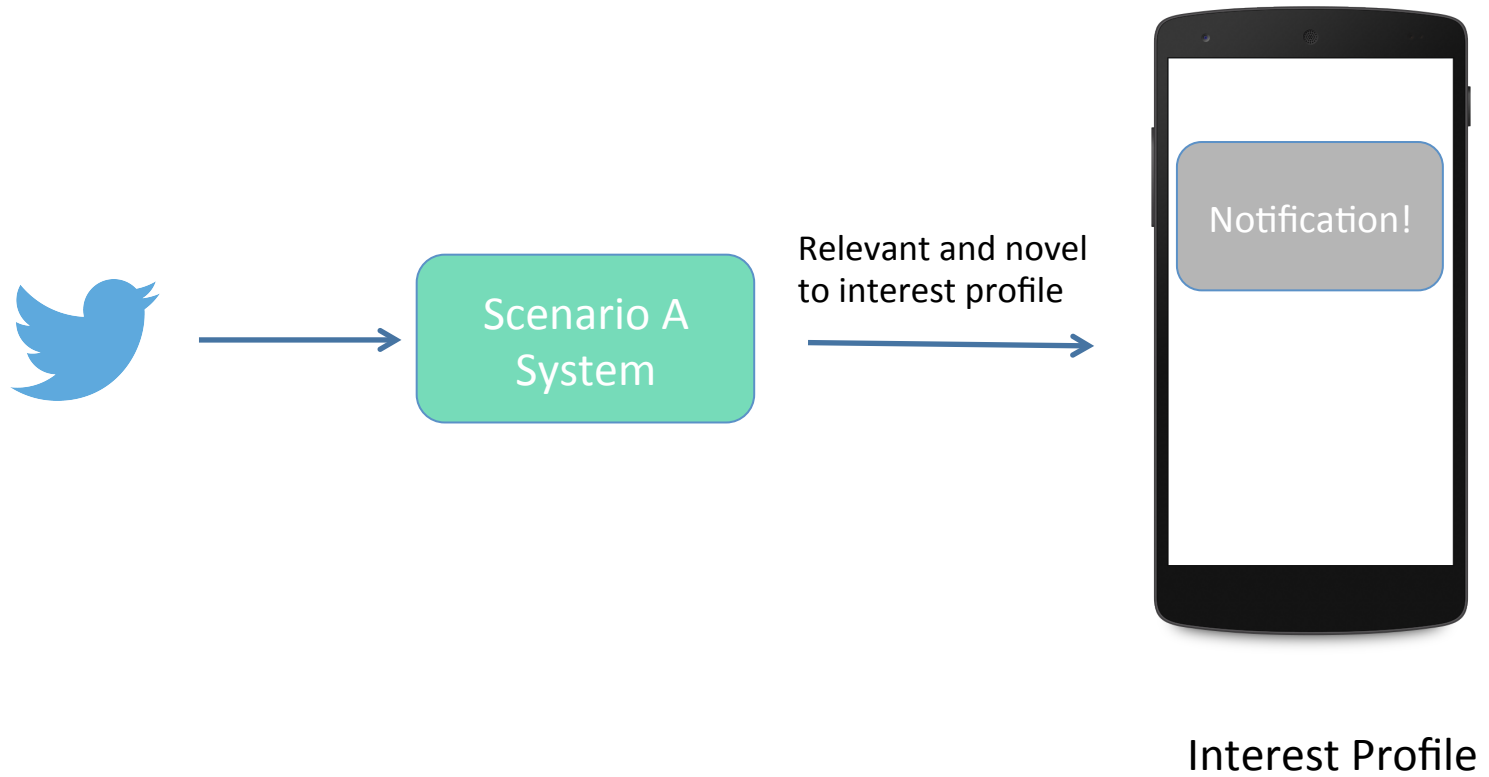 Scenario A
System
Relevant and novel
to interest profile
Notification!
Interest Profile